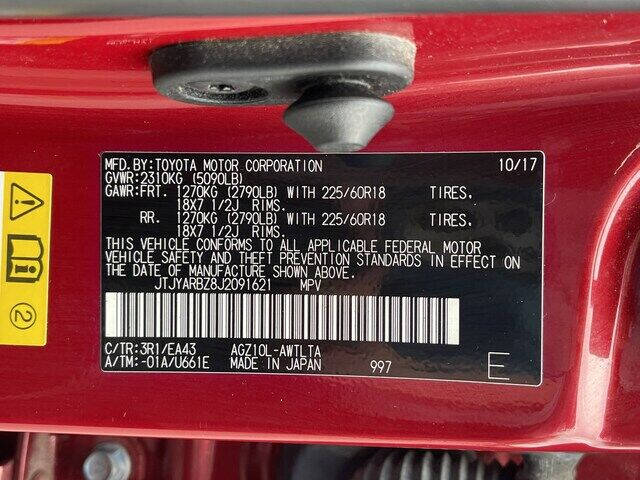 MFD.BY:TOYOTA MOTOR CORPORATION 10/17
GVWR:2310KG (5090LB)
GAWR:FRT. 1270KG (2790LB) WITH 225/60R18 TIRES.
18X7 1/2J RIMS.
RR. 1270KG (2790LB) WITH 225/60R18 TIRES.
18X7 1/2J RIMS.
THIS VEHICLE CONFORMS TO ALL APPLICABLE FEDERAL MOTOR
VEHICLE SAFETY AND THEFT PREVENTION STANDARDS IN EFFECT
ON THE DATE OF MANUFACTURE SHOWN ABOVE.
JTJYARBZ8J2091621 MPV
C/TR:3R1/EA43 AGZ10L-AWTLTA
A/TM:-01A/U661E MADE IN JAPAN 997 E
2